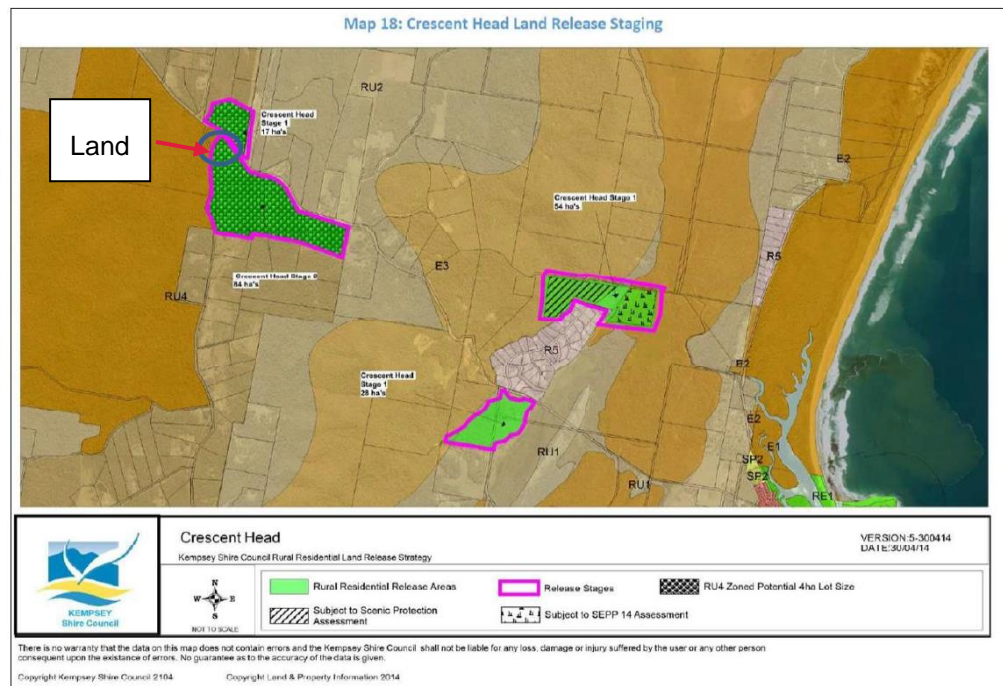 Map 18: Crescent Head Land Release Staging
RU2
Crescent Head
Stage 1
17 ha's
Land
E2
Crescent Head Stage 1
54 ha's
R5
E3
Crescent Head Stage 2
84 ha's
RU4
R5
E2
Crescent Head
Stage 1
28 ha's
E2
E1
RU1
SP2
SP2
RU1
RE1
KEMPSEY
Shire Council
Crescent Head
Kempsey Shire Council Rural Residential Land Release Strategy
VERSION:5-300414
DATE:30/04/14
N
W E
S
NOT TO SCALE
Rural Residential Release Areas
Release Stages
RU4 Zoned Potential 4ha Lot Size
Subject to Scenic Protection
Assessment
Subject to SEPP 14 Assessment
There is no warranty that the data on this map does not contain errors and the Kempsey Shire Council shall not be liable for any loss, damage or injury suffered by the user or any other person
consequent upon the existence of errors. No guarantee as to the accuracy of the data is given.
Copyright Kempsey Shire Council 2104 Copyright Land & Property Information 2014